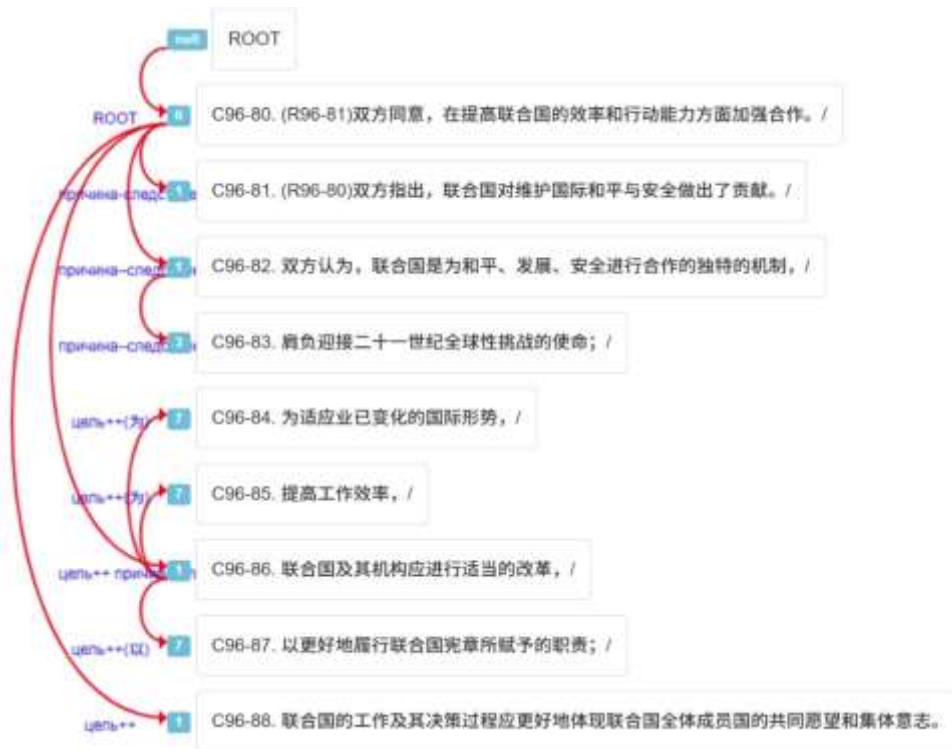 null ROOT
ROOT 0 C96-80. (R96-81)双方同意，在提高联合国的效率和行动能力方面加强合作。/
1 C96-81. (R96-80)双方指出，联合国对维护国际和平与安全做出了贡献。/
1 C96-82. 双方认为，联合国是为和平、发展、安全进行合作的独特的机制，/
3 C96-83. 肩负迎接二十一世纪全球性挑战的使命；/
цель++(为) 7 C96-84. 为适应业已变化的国际形势，/
цель++(为) 7 C96-85. 提高工作效率，/
цель++ 1 C96-86. 联合国及其机构应进行适当的改革，/
цель++(以) 7 C96-87. 以更好地履行联合国宪章所赋予的职责；/
цель++ 1 C96-88. 联合国的工作及其决策过程应更好地体现联合国全体成员国的共同愿望和集体意志。